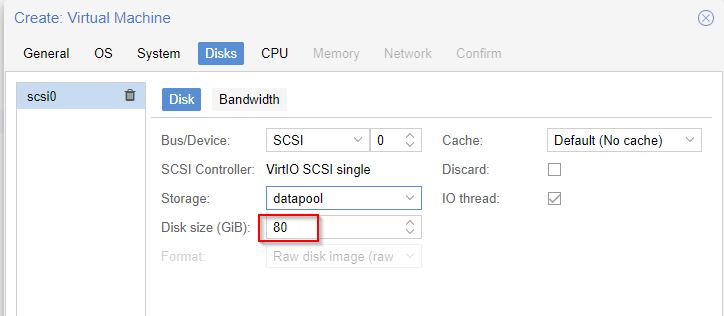 Create: Virtual Machine
General OS System Disks CPU Memory Network Confirm
scsi0
Disk Bandwidth
Bus/Device: SCSI 0 Cache: Default (No cache)
SCSI Controller: VirtIO SCSI single Discard:
Storage: datapool IO thread:
Disk size (GiB): 80
Format: Raw disk image (raw